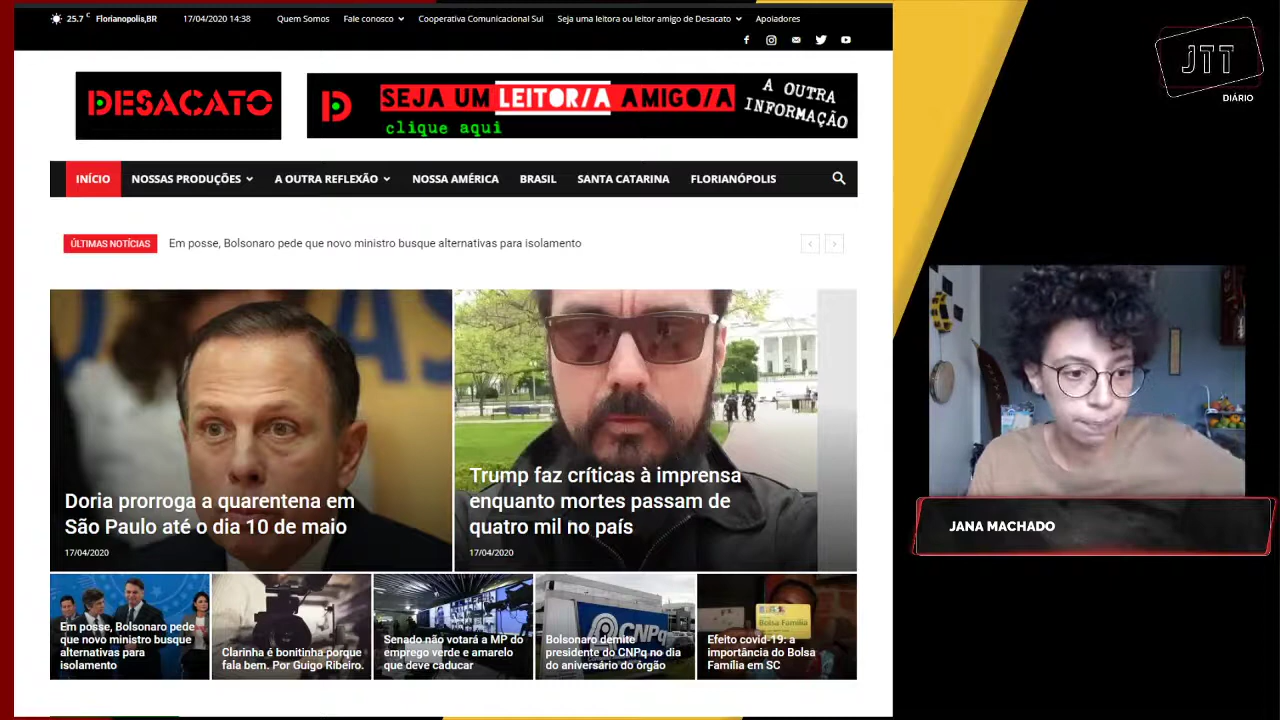 25.7 C Florianopolis,BR 17/04/2020 14:38 Quem Somos Fale conosco Cooperativa Comunicacional Sul Seja uma leitora ou leitor amigo de Desacato Apoiadores
JTT
DIÁRIO
DESACATO
SEJA UM LEITOR/A AMIGO/A
clique aqui
A OUTRA
INFORMAÇÃO
INÍCIO NOSSAS PRODUÇÕES A OUTRA REFLEXÃO NOSSA AMÉRICA BRASIL SANTA CATARINA FLORIANÓPOLIS
ÚLTIMAS NOTÍCIAS Em posse, Bolsonaro pede que novo ministro busque alternativas para isolamento
Doria prorroga a quarentena em
São Paulo até o dia 10 de maio
17/04/2020
Trump faz críticas à imprensa
enquanto mortes passam de
quatro mil no país
17/04/2020
Em posse, Bolsonaro pede
que novo ministro busque
alternativas para
isolamento
Clarinha é bonitinha porque
fala bem. Por Guigo Ribeiro.
Senado não votará a MP do
emprego verde e amarelo
que deve caducar
CNPq
Bolsonaro demite
presidente do CNPq no dia
do aniversário do órgão
Bolsa Família
Efeito covid-19: a
importância do Bolsa
Família em SC
JANA MACHADO